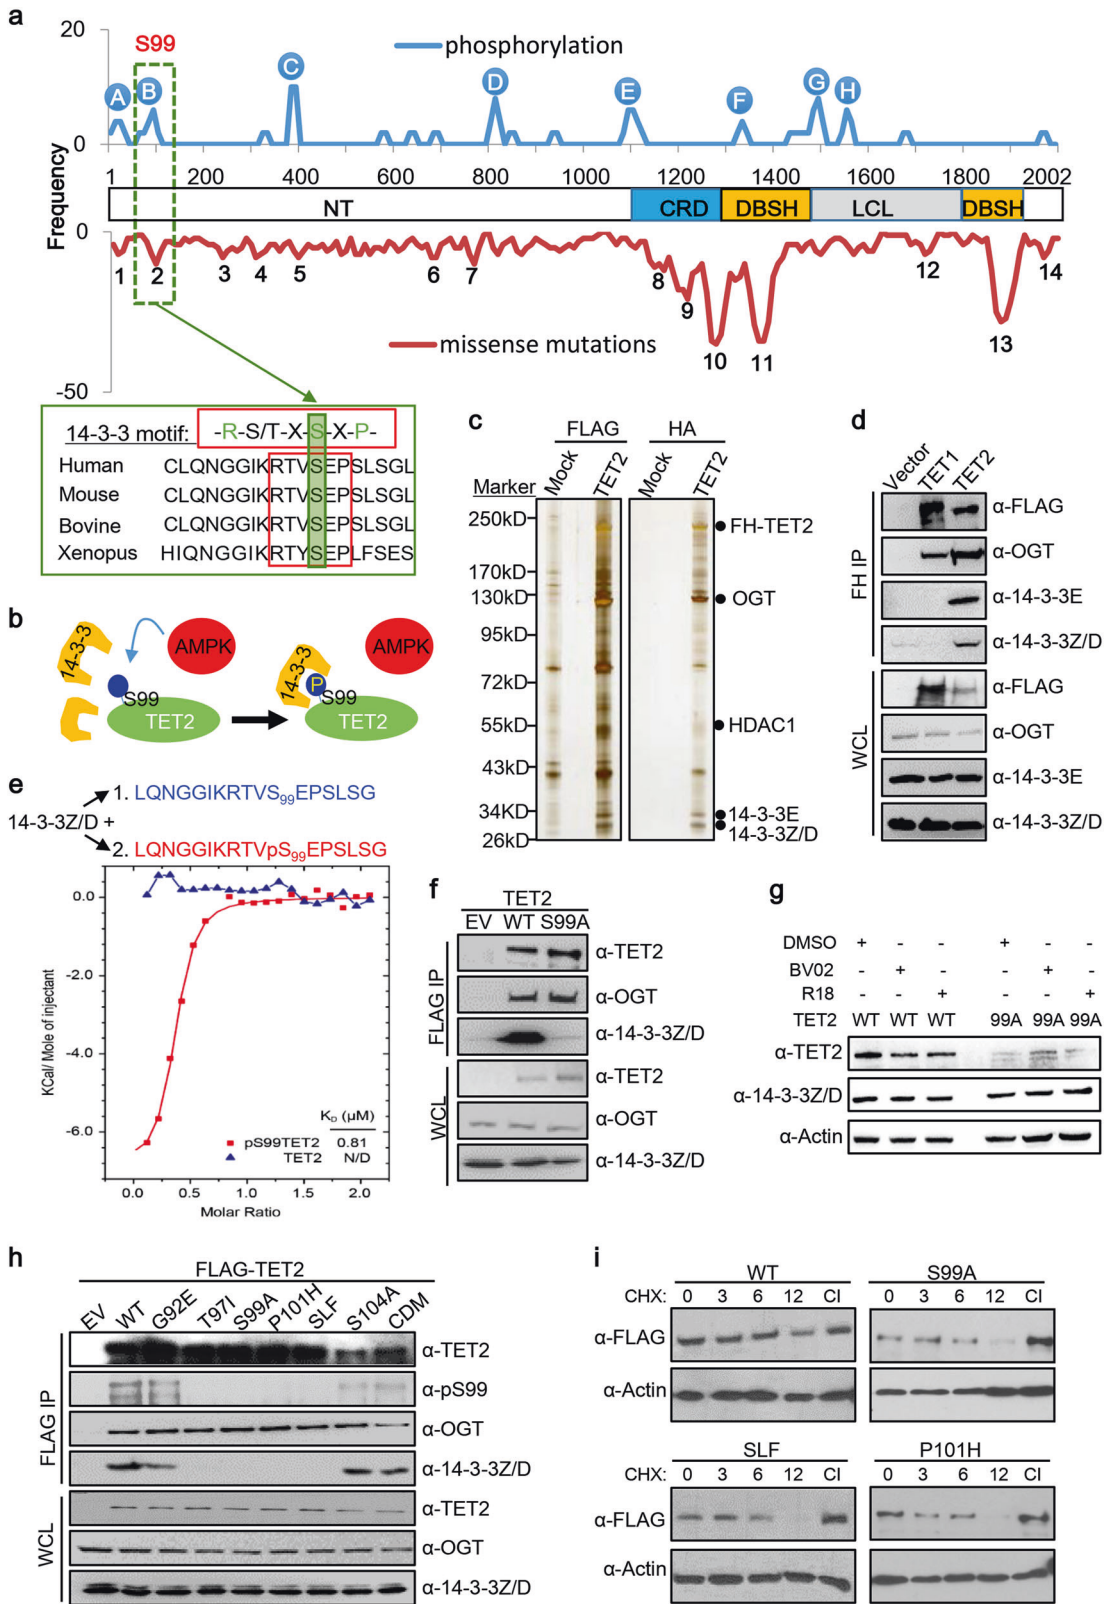 a
20
S99
phosphorylation
A B C D E F G H
0
1 200 400 600 800 1000 1200 1400 1600 1800 2002
NT CRD DBSH LCL DBSH
Frequency
0
1 2 3 4 5 6 7 8 9 10 11 12 13 14
missense mutations
-50
14-3-3 motif: -R-S/T-X-S-X-P-
Human CLQNGGIKRTVSEPSLSGL
Mouse CLQNGGIKRTVSEPSLSGL
Bovine CLQNGGIKRTVSEPSLSGL
Xenopus HIQNGGIKRTYSEPLFSES
b
14-3-3 AMPK S99 TET2
14-3-3 AMPK P S99 TET2
c
FLAG HA
Marker Mock TET2 Mock TET2
250kD
170kD
130kD
95kD
72kD
55kD
43kD
34KD
26kD
FH-TET2
OGT
HDAC1
14-3-3E
14-3-3Z/D
d
Vector TET1 TET2
FH IP
α-FLAG
α-OGT
α-14-3-3E
α-14-3-3Z/D
WCL
α-FLAG
α-OGT
α-14-3-3E
α-14-3-3Z/D
e
14-3-3Z/D +
1. LQNGGIKRTVS99EPSLSG
2. LQNGGIKRTVpS99EPSLSG
KCal/ Mole of injectant
0.0
-2.0
-4.0
-6.0
KD (µM)
pS99TET2 0.81
TET2 N/D
0.0 0.5 1.0 1.5 2.0
Molar Ratio
f
TET2
EV WT S99A
FLAG IP
α-TET2
α-OGT
α-14-3-3Z/D
WCL
α-TET2
α-OGT
α-14-3-3Z/D
g
DMSO + - - + - -
BV02 - + - - + -
R18 - - + - - +
TET2 WT WT WT 99A 99A 99A
α-TET2
α-14-3-3Z/D
α-Actin
h
FLAG-TET2
EV WT G92E T97I S99A P101H SLF S104A CDM
FLAG IP
α-TET2
α-pS99
α-OGT
α-14-3-3Z/D
WCL
α-TET2
α-OGT
α-14-3-3Z/D
i
WT S99A
CHX: 0 3 6 12 CI 0 3 6 12 CI
α-FLAG
α-Actin
SLF P101H
CHX: 0 3 6 12 CI 0 3 6 12 CI
α-FLAG
α-Actin